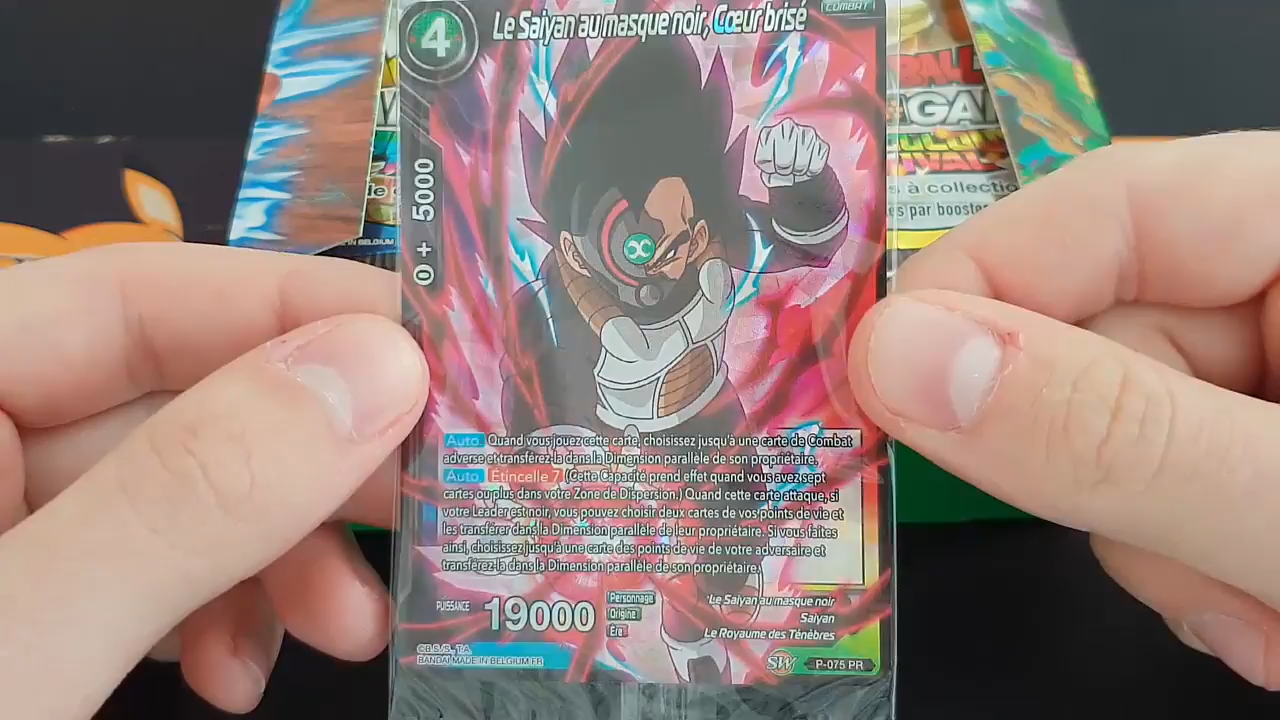 4
Le Saiyan au masque noir, Cœur brisé
COMBAT
0 + 5000
Auto Quand vous jouez cette carte, choisissez jusqu'à une carte de Combat
adverse et transférez-la dans la Dimension parallèle de son propriétaire.
Auto Étincelle 7 (Cette Capacité prend effet quand vous avez sept
cartes ou plus dans votre Zone de Dispersion.) Quand cette carte attaque, si
votre Leader est noir, vous pouvez choisir deux cartes de vos points de vie et
les transférer dans la Dimension parallèle de leur propriétaire. Si vous faites
ainsi, choisissez jusqu'à une carte des points de vie de votre adversaire et
transférez-la dans la Dimension parallèle de son propriétaire.
PUISSANCE 19000
Personnage Le Saiyan au masque noir
Origine Saiyan
Ère Le Royaume des Ténèbres
©B.S./S., T.A.
BANDAI MADE IN BELGIUM FR
SW P-075 PR
BALL
à collectio
par booste
IN BELGIUM